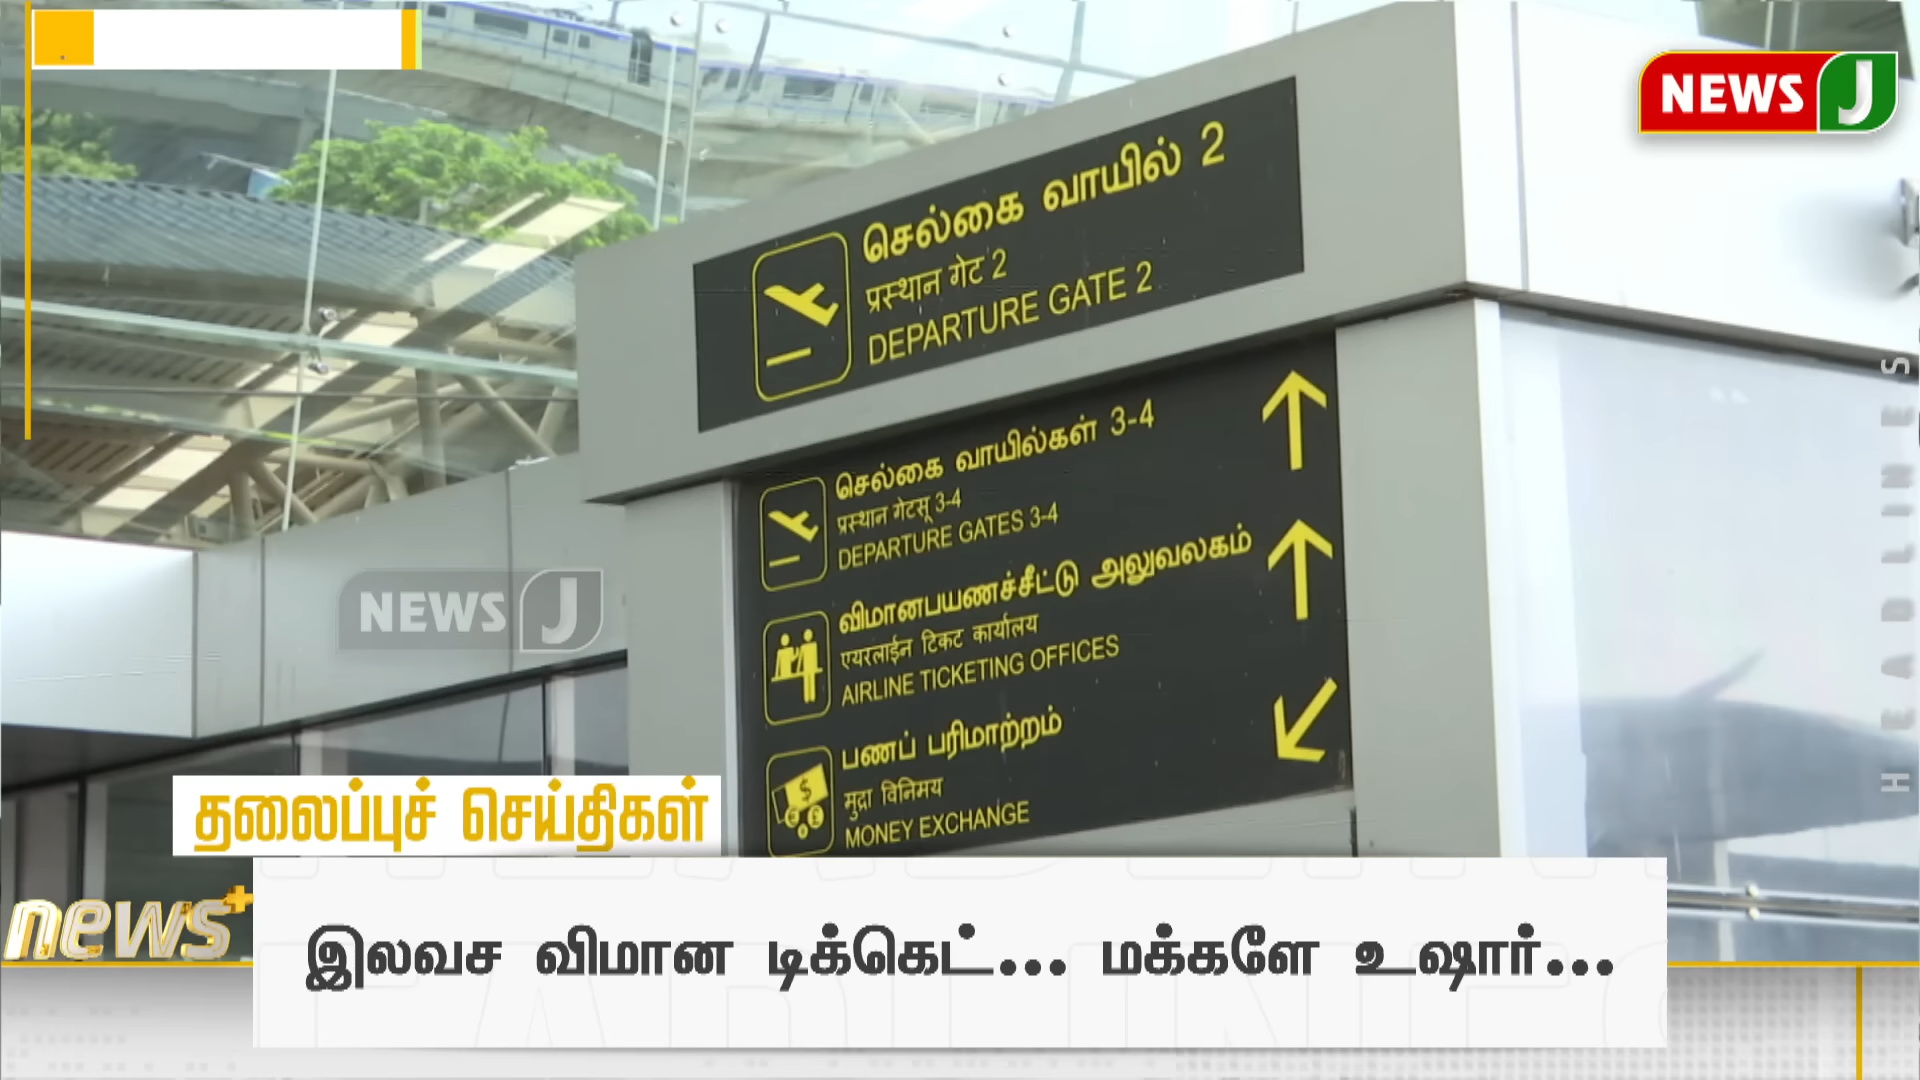 NEWS J
செல்கை வாயில் 2
प्रस्थान गेट 2
DEPARTURE GATE 2
செல்கை வாயில்கள் 3-4
प्रस्थान गेटसू 3-4
DEPARTURE GATES 3-4
விமானபயணச்சீட்டு அலுவலகம்
एयरलाईन टिकट कार्यालय
AIRLINE TICKETING OFFICES
பணப் பரிமாற்றம்
मुद्रा विनिमय
MONEY EXCHANGE
NEWS J
HEADLINES
தலைப்புச் செய்திகள்
news+
இலவச விமான டிக்கெட்... மக்களே உஷார்...